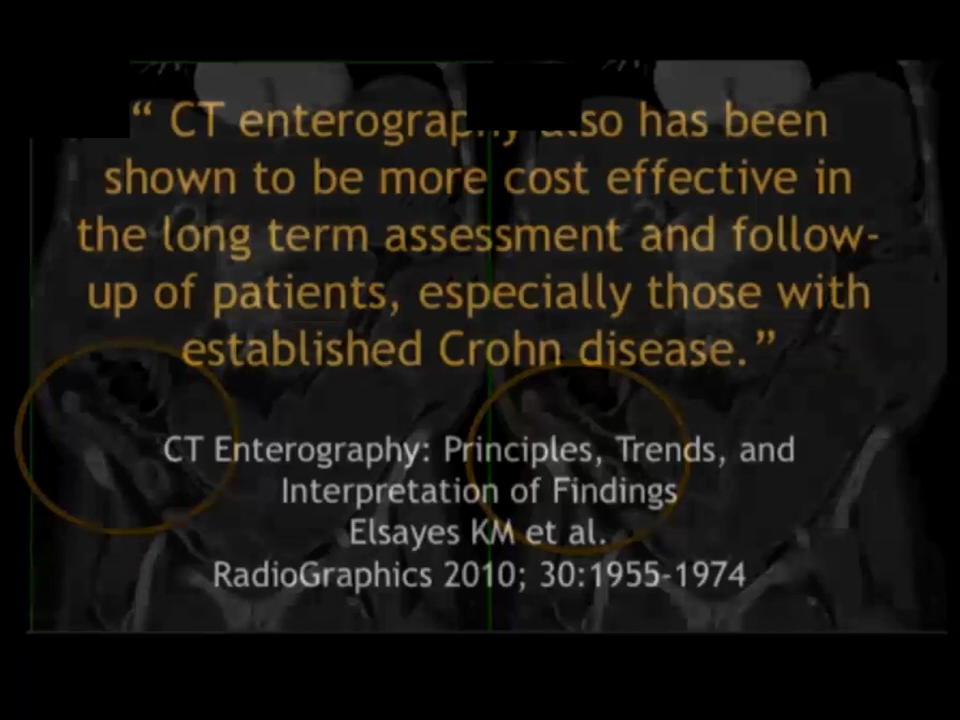 “ CT enterography also has been
shown to be more cost effective in
the long term assessment and follow-
up of patients, especially those with
established Crohn disease.”
CT Enterography: Principles, Trends, and
Interpretation of Findings
Elsayes KM et al.
RadioGraphics 2010; 30:1955-1974